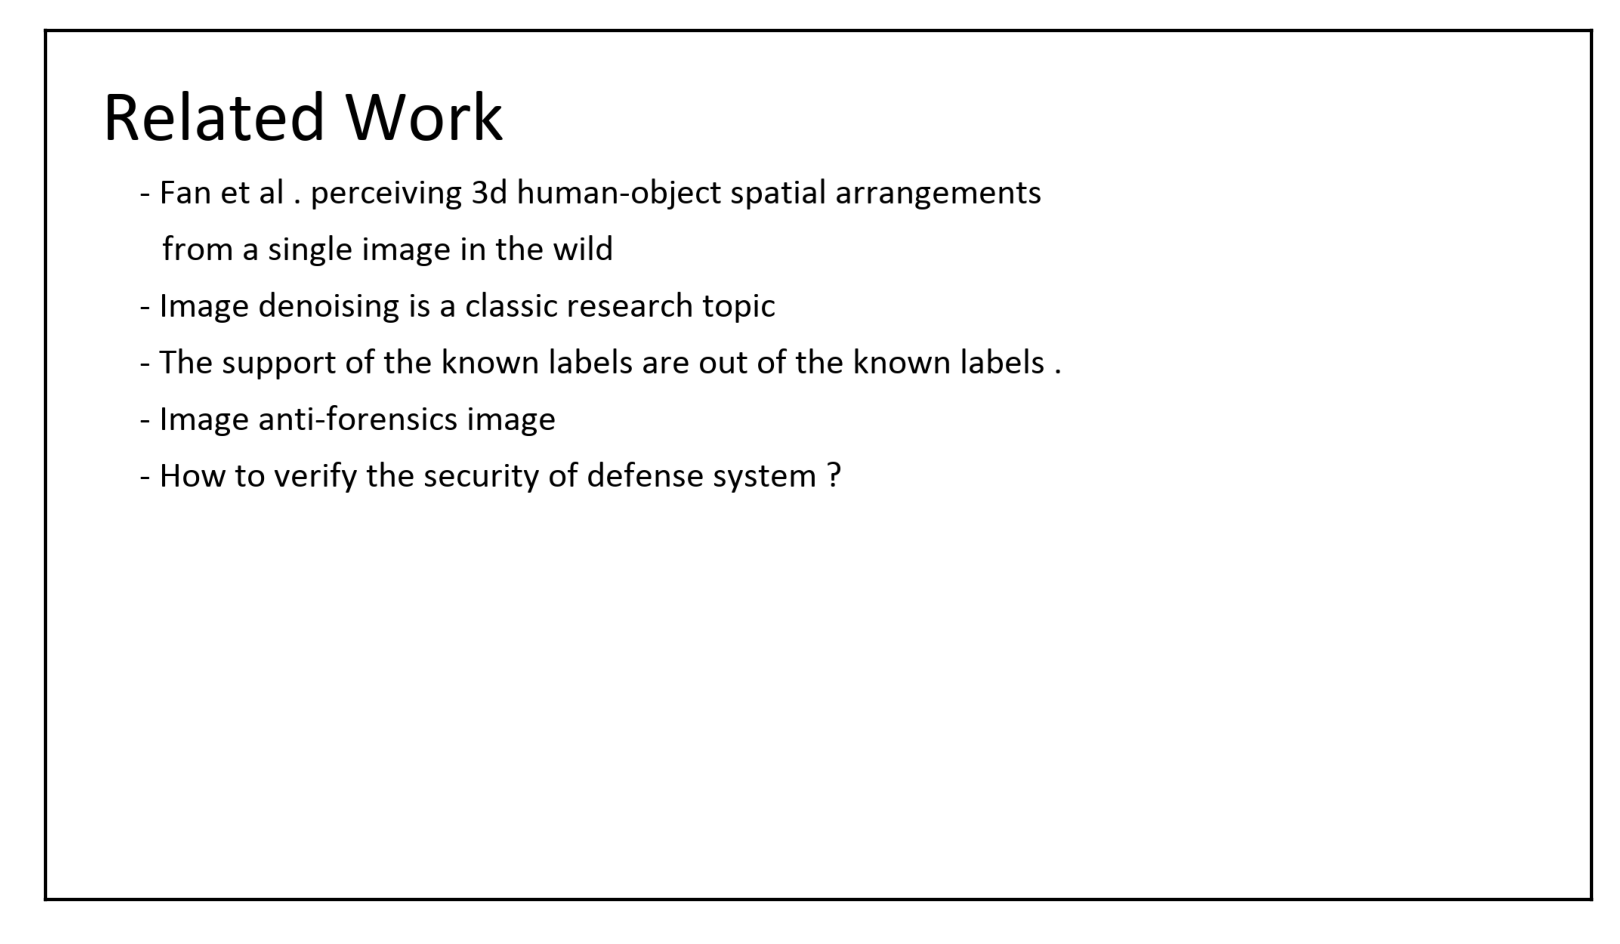 Related Work
- Fan et al . perceiving 3d human-object spatial arrangements
from a single image in the wild
- Image denoising is a classic research topic
- The support of the known labels are out of the known labels .
- Image anti-forensics image
- How to verify the security of defense system ?